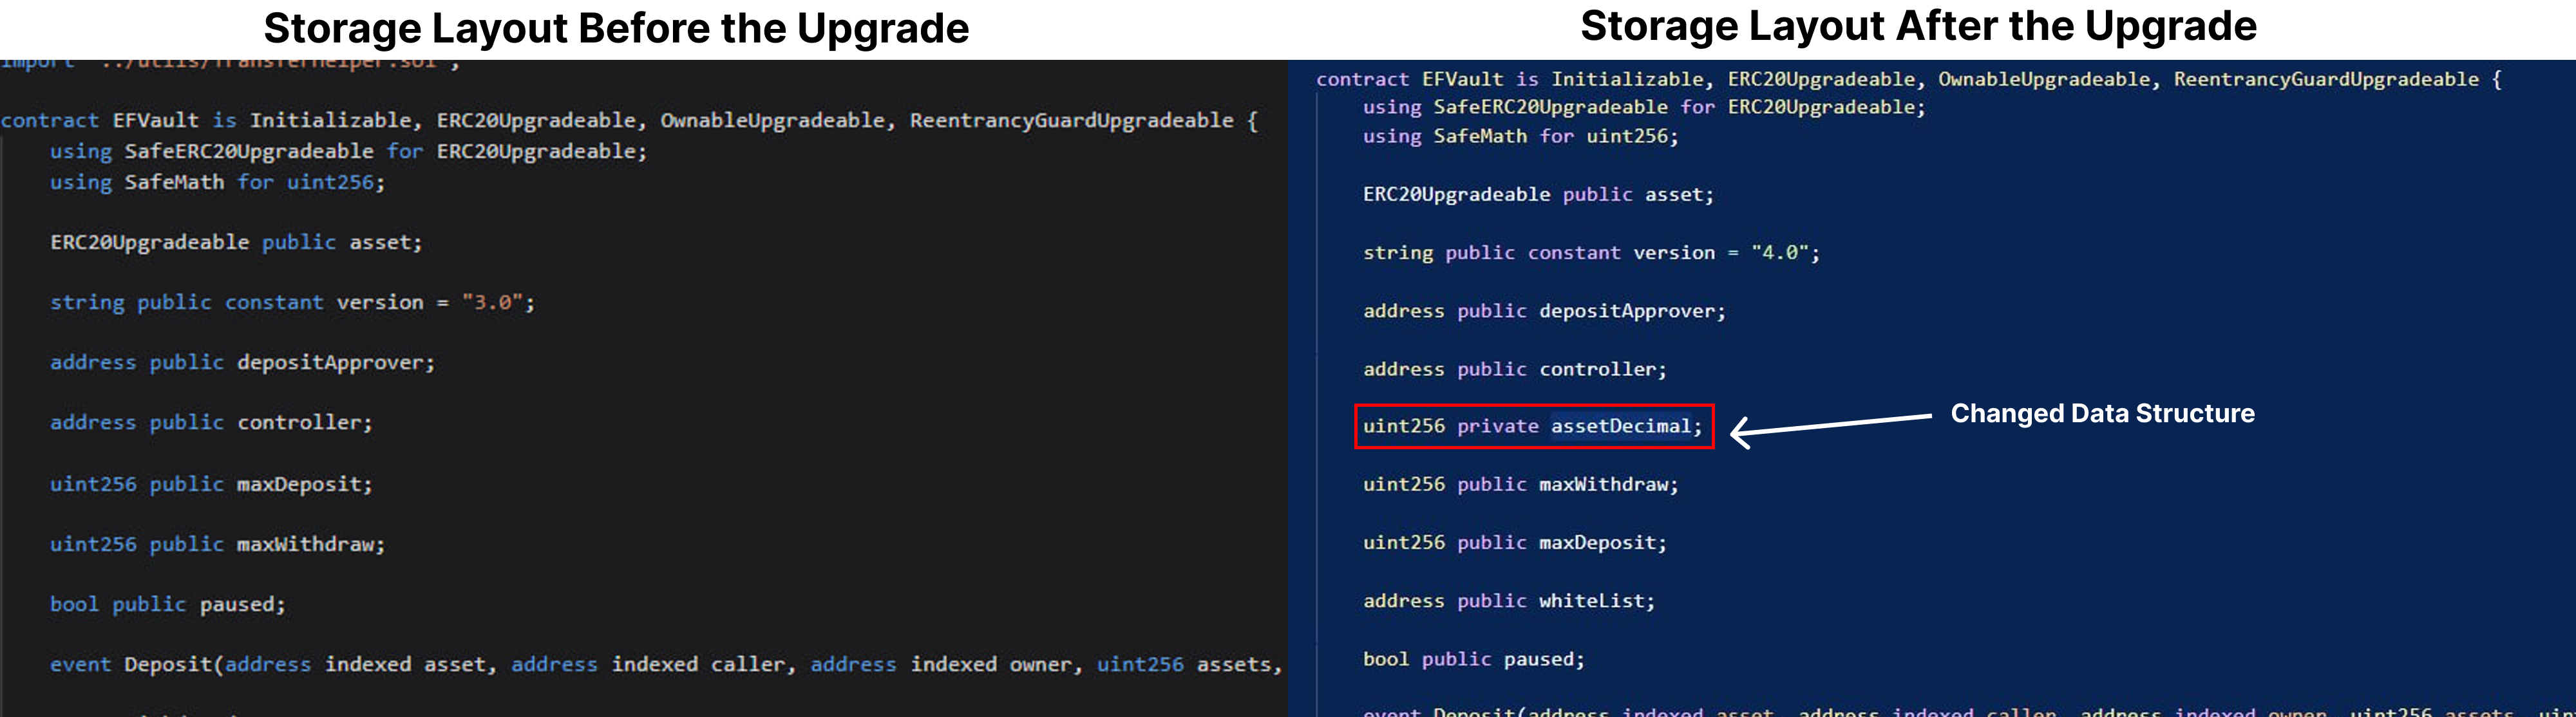 Storage Layout Before the Upgrade
import '../utils/TransferHelper.sol';
contract EFVault is Initializable, ERC20Upgradeable, OwnableUpgradeable, ReentrancyGuardUpgradeable {
using SafeERC20Upgradeable for ERC20Upgradeable;
using SafeMath for uint256;
ERC20Upgradeable public asset;
string public constant version = "3.0";
address public depositApprover;
address public controller;
uint256 public maxDeposit;
uint256 public maxWithdraw;
bool public paused;
event Deposit(address indexed asset, address indexed caller, address indexed owner, uint256 assets,
Storage Layout After the Upgrade
contract EFVault is Initializable, ERC20Upgradeable, OwnableUpgradeable, ReentrancyGuardUpgradeable {
using SafeERC20Upgradeable for ERC20Upgradeable;
using SafeMath for uint256;
ERC20Upgradeable public asset;
string public constant version = "4.0";
address public depositApprover;
address public controller;
uint256 private assetDecimal;
Changed Data Structure
uint256 public maxWithdraw;
uint256 public maxDeposit;
address public whiteList;
bool public paused;
event Deposit(address indexed asset, address indexed caller, address indexed owner, uint256 assets,